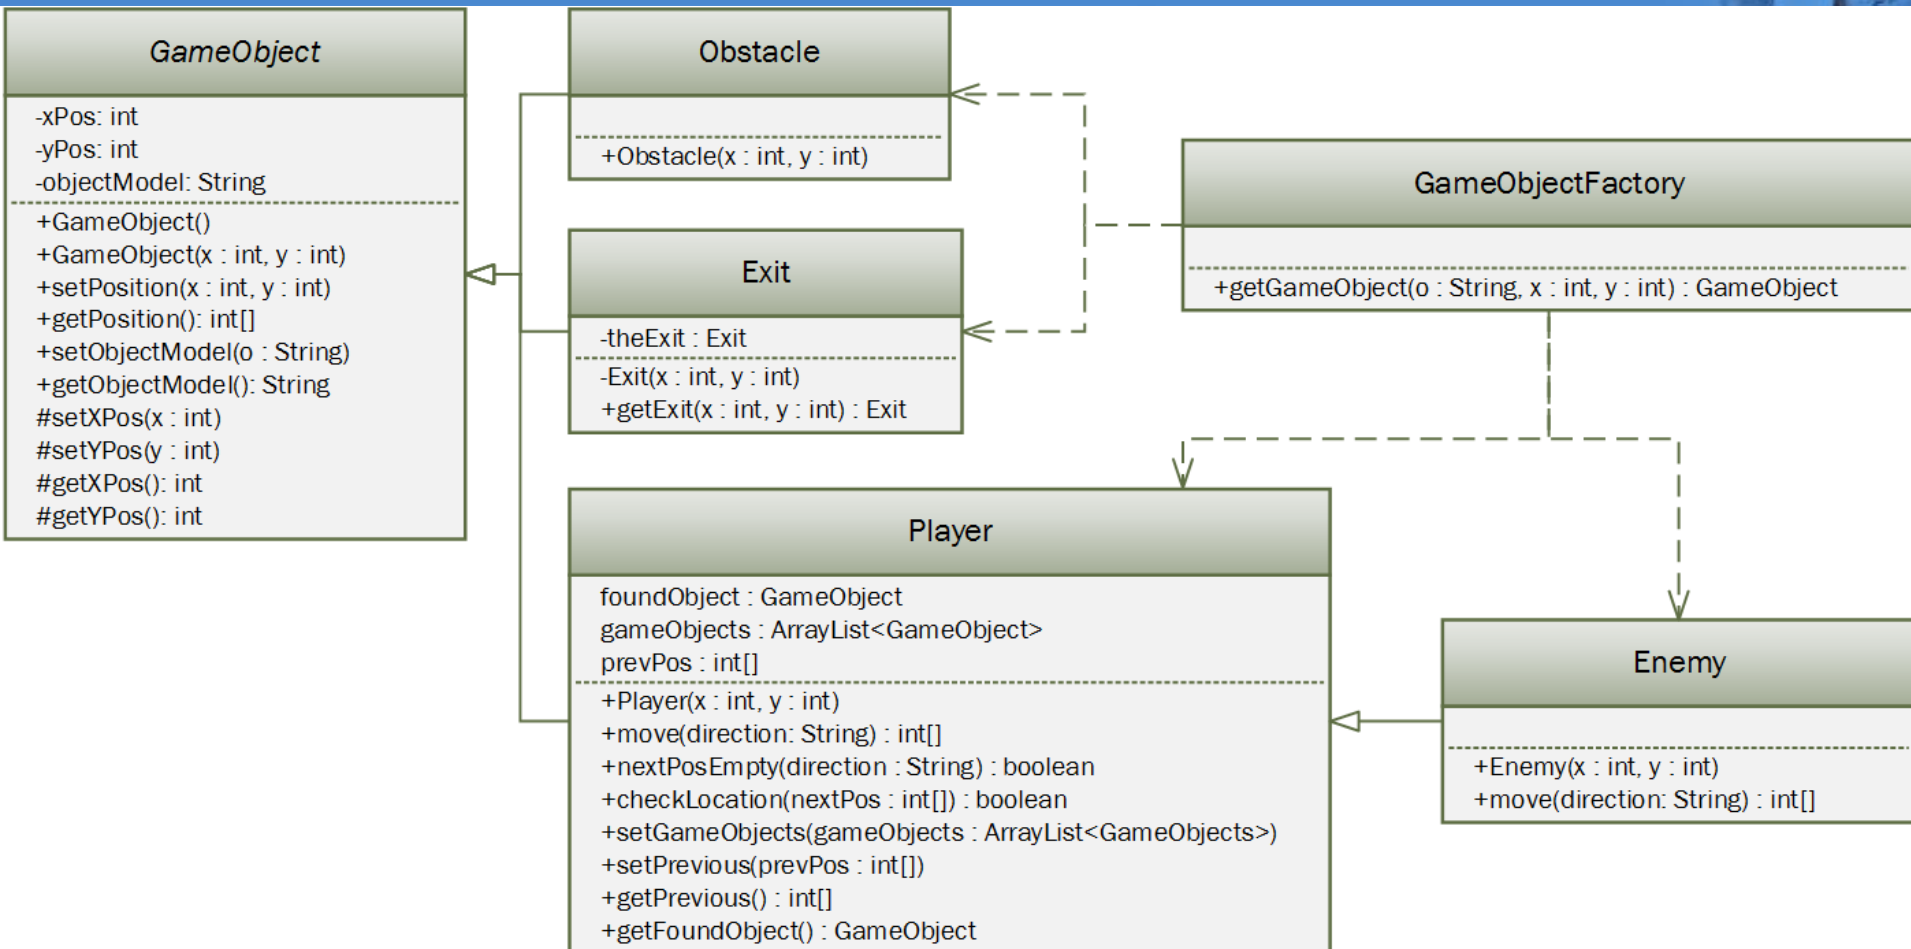 GameObject
-xPos: int
-yPos: int
-objectModel: String
+GameObject()
+GameObject(x : int, y : int)
+setPosition(x : int, y : int)
+getPosition(): int[]
+setObjectModel(o : String)
+getObjectModel(): String
#setXPos(x : int)
#setYPos(y : int)
#getXPos(): int
#getYPos(): int
Obstacle
+Obstacle(x : int, y : int)
Exit
-theExit : Exit
-Exit(x : int, y : int)
+getExit(x : int, y : int) : Exit
GameObjectFactory
+getGameObject(o : String, x : int, y : int) : GameObject
Player
foundObject : GameObject
gameObjects : ArrayList<GameObject>
prevPos : int[]
+Player(x : int, y : int)
+move(direction: String) : int[]
+nextPosEmpty(direction : String) : boolean
+checkLocation(nextPos : int[]) : boolean
+setGameObjects(gameObjects : ArrayList<GameObjects>)
+setPrevious(prevPos : int[])
+getPrevious() : int[]
+getFoundObject() : GameObject
Enemy
+Enemy(x : int, y : int)
+move(direction: String) : int[]